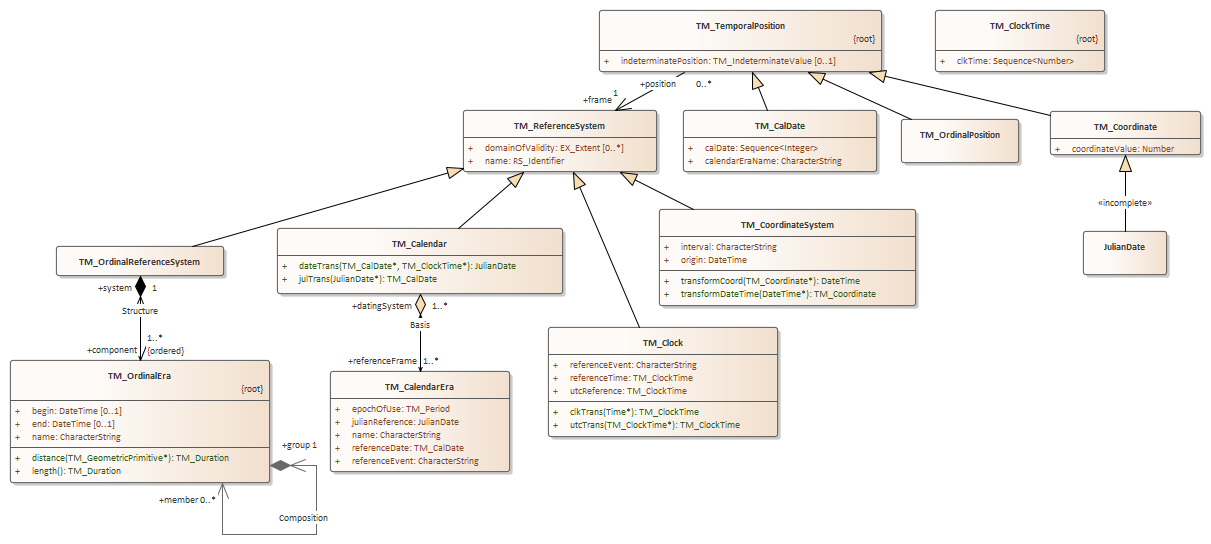 TM_TemporalPosition
{root}
+ indeterminatePosition: TM_IndeterminateValue [0..1]
TM_ClockTime
{root}
+ clkTime: Sequence<Number>
+position
0..*
1
+frame
TM_ReferenceSystem
+ domainOfValidity: EX_Extent [0..*]
+ name: RS_Identifier
TM_CalDate
+ calDate: Sequence<Integer>
+ calendarEraName: CharacterString
TM_OrdinalPosition
TM_Coordinate
+ coordinateValue: Number
«incomplete»
JulianDate
TM_OrdinalReferenceSystem
TM_Calendar
+ dateTrans(TM_CalDate*, TM_ClockTime*): JulianDate
+ julTrans(JulianDate*): TM_CalDate
TM_CoordinateSystem
+ interval: CharacterString
+ origin: DateTime
+ transformCoord(TM_Coordinate*): DateTime
+ transformDateTime(DateTime*): TM_Coordinate
+system 1
Structure
1..*
+component {ordered}
+datingSystem 1..*
Basis
+referenceFrame 1..*
TM_Clock
+ referenceEvent: CharacterString
+ referenceTime: TM_ClockTime
+ utcReference: TM_ClockTime
+ clkTrans(Time*): TM_ClockTime
+ utcTrans(TM_ClockTime*): TM_ClockTime
TM_OrdinalEra
{root}
+ begin: DateTime [0..1]
+ end: DateTime [0..1]
+ name: CharacterString
+ distance(TM_GeometricPrimitive*): TM_Duration
+ length(): TM_Duration
TM_CalendarEra
+ epochOfUse: TM_Period
+ julianReference: JulianDate
+ name: CharacterString
+ referenceDate: TM_CalDate
+ referenceEvent: CharacterString
+group 1
+member 0..*
Composition